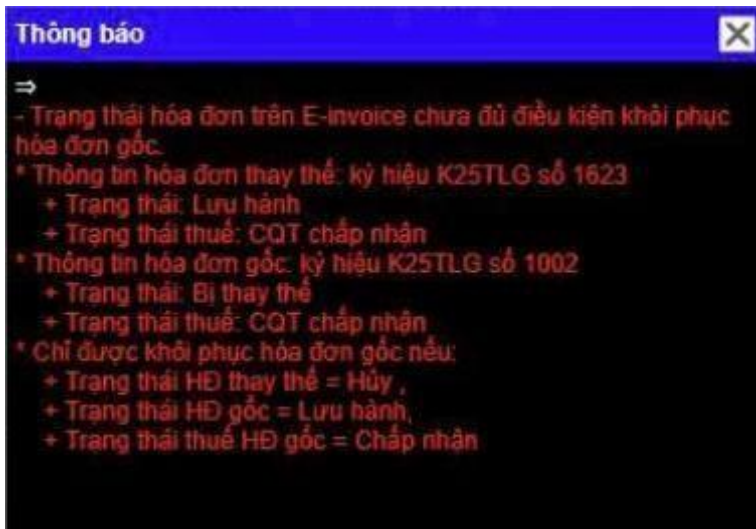 Thông báo
⇒
- Trạng thái hóa đơn trên E-invoice chưa đủ điều kiện khôi phục
hóa đơn gốc.
* Thông tin hóa đơn thay thế: ký hiệu K25TLG số 1623
+ Trạng thái: Lưu hành
+ Trạng thái thuế: CQT chấp nhận
* Thông tin hóa đơn gốc: ký hiệu K25TLG số 1002
+ Trạng thái: Bị thay thế
+ Trạng thái thuế: CQT chấp nhận
* Chỉ được khôi phục hóa đơn gốc nếu:
+ Trạng thái HĐ thay thế = Hủy ,
+ Trạng thái HĐ gốc = Lưu hành,
+ Trạng thái thuế HĐ gốc = Chấp nhận